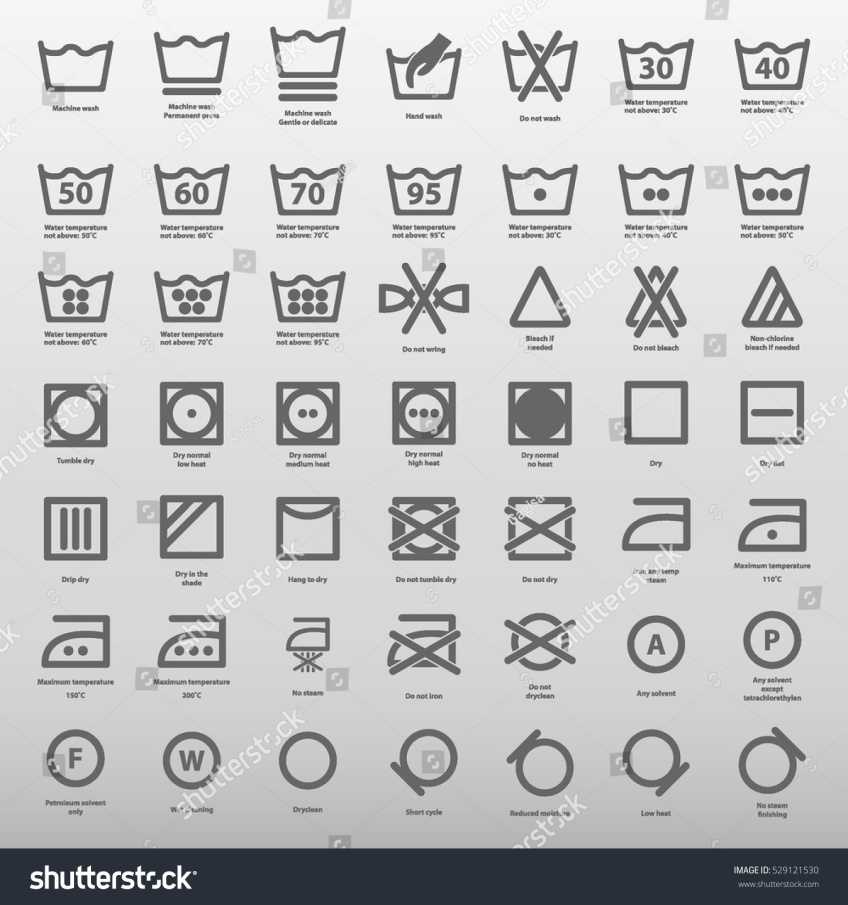 30
40
Machine wash
Machine wash
Permanent press
Machine wash
Gentle or delicate
Hand wash
Do not wash
Water temperature
not above: 30°C
Water temperature
not above: 40°C
50
60
70
95
Water temperature
not above: 50°C
Water temperature
not above: 60°C
Water temperature
not above: 70°C
Water temperature
not above: 95°C
Water temperature
not above: 30°C
Water temperature
not above: 40°C
Water temperature
not above: 50°C
Water temperature
not above: 60°C
Water temperature
not above: 70°C
Water temperature
not above: 95°C
Do not wring
Bleach if
needed
Do not bleach
Non-chlorine
bleach if needed
Tumble dry
Dry normal
low heat
Dry normal
medium heat
Dry normal
high heat
Dry normal
no heat
Dry
Dry flat
Drip dry
Dry in the
shade
Hang to dry
Do not tumble dry
Do not dry
Iron any temp
steam
Maximum temperature
110°C
Maximum temperature
150°C
Maximum temperature
200°C
No steam
Do not iron
Do not
dryclean
A
Any solvent
P
Any solvent
except
tetrachlorethylen
F
Petroleum solvent
only
W
Wet cleaning
Dryclean
Short cycle
Reduced moisture
Low heat
No steam
finishing
shutterstock
IMAGE ID: 529121530
www.shutterstock.com